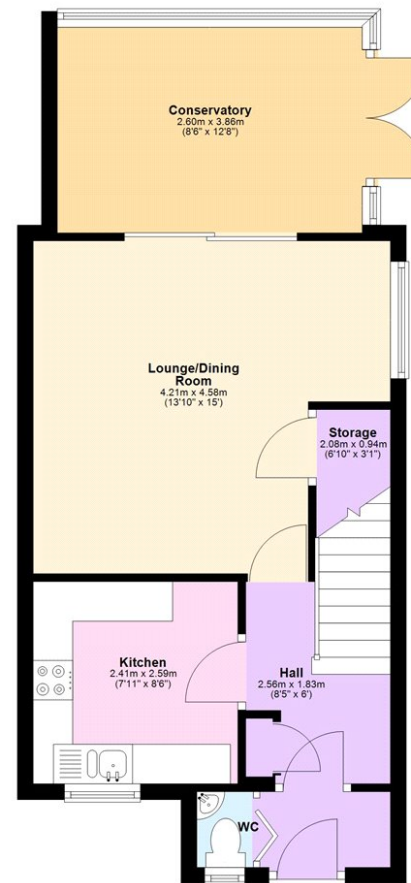 Conservatory
2.60m x 3.86m
(8'6" x 12'8")
Lounge/Dining
Room
4.21m x 4.58m
(13'10" x 15')
Storage
2.08m x 0.94m
(6'10" x 3'1")
Kitchen
2.41m x 2.59m
(7'11" x 8'6")
Hall
2.56m x 1.83m
(8'5" x 6')
WC